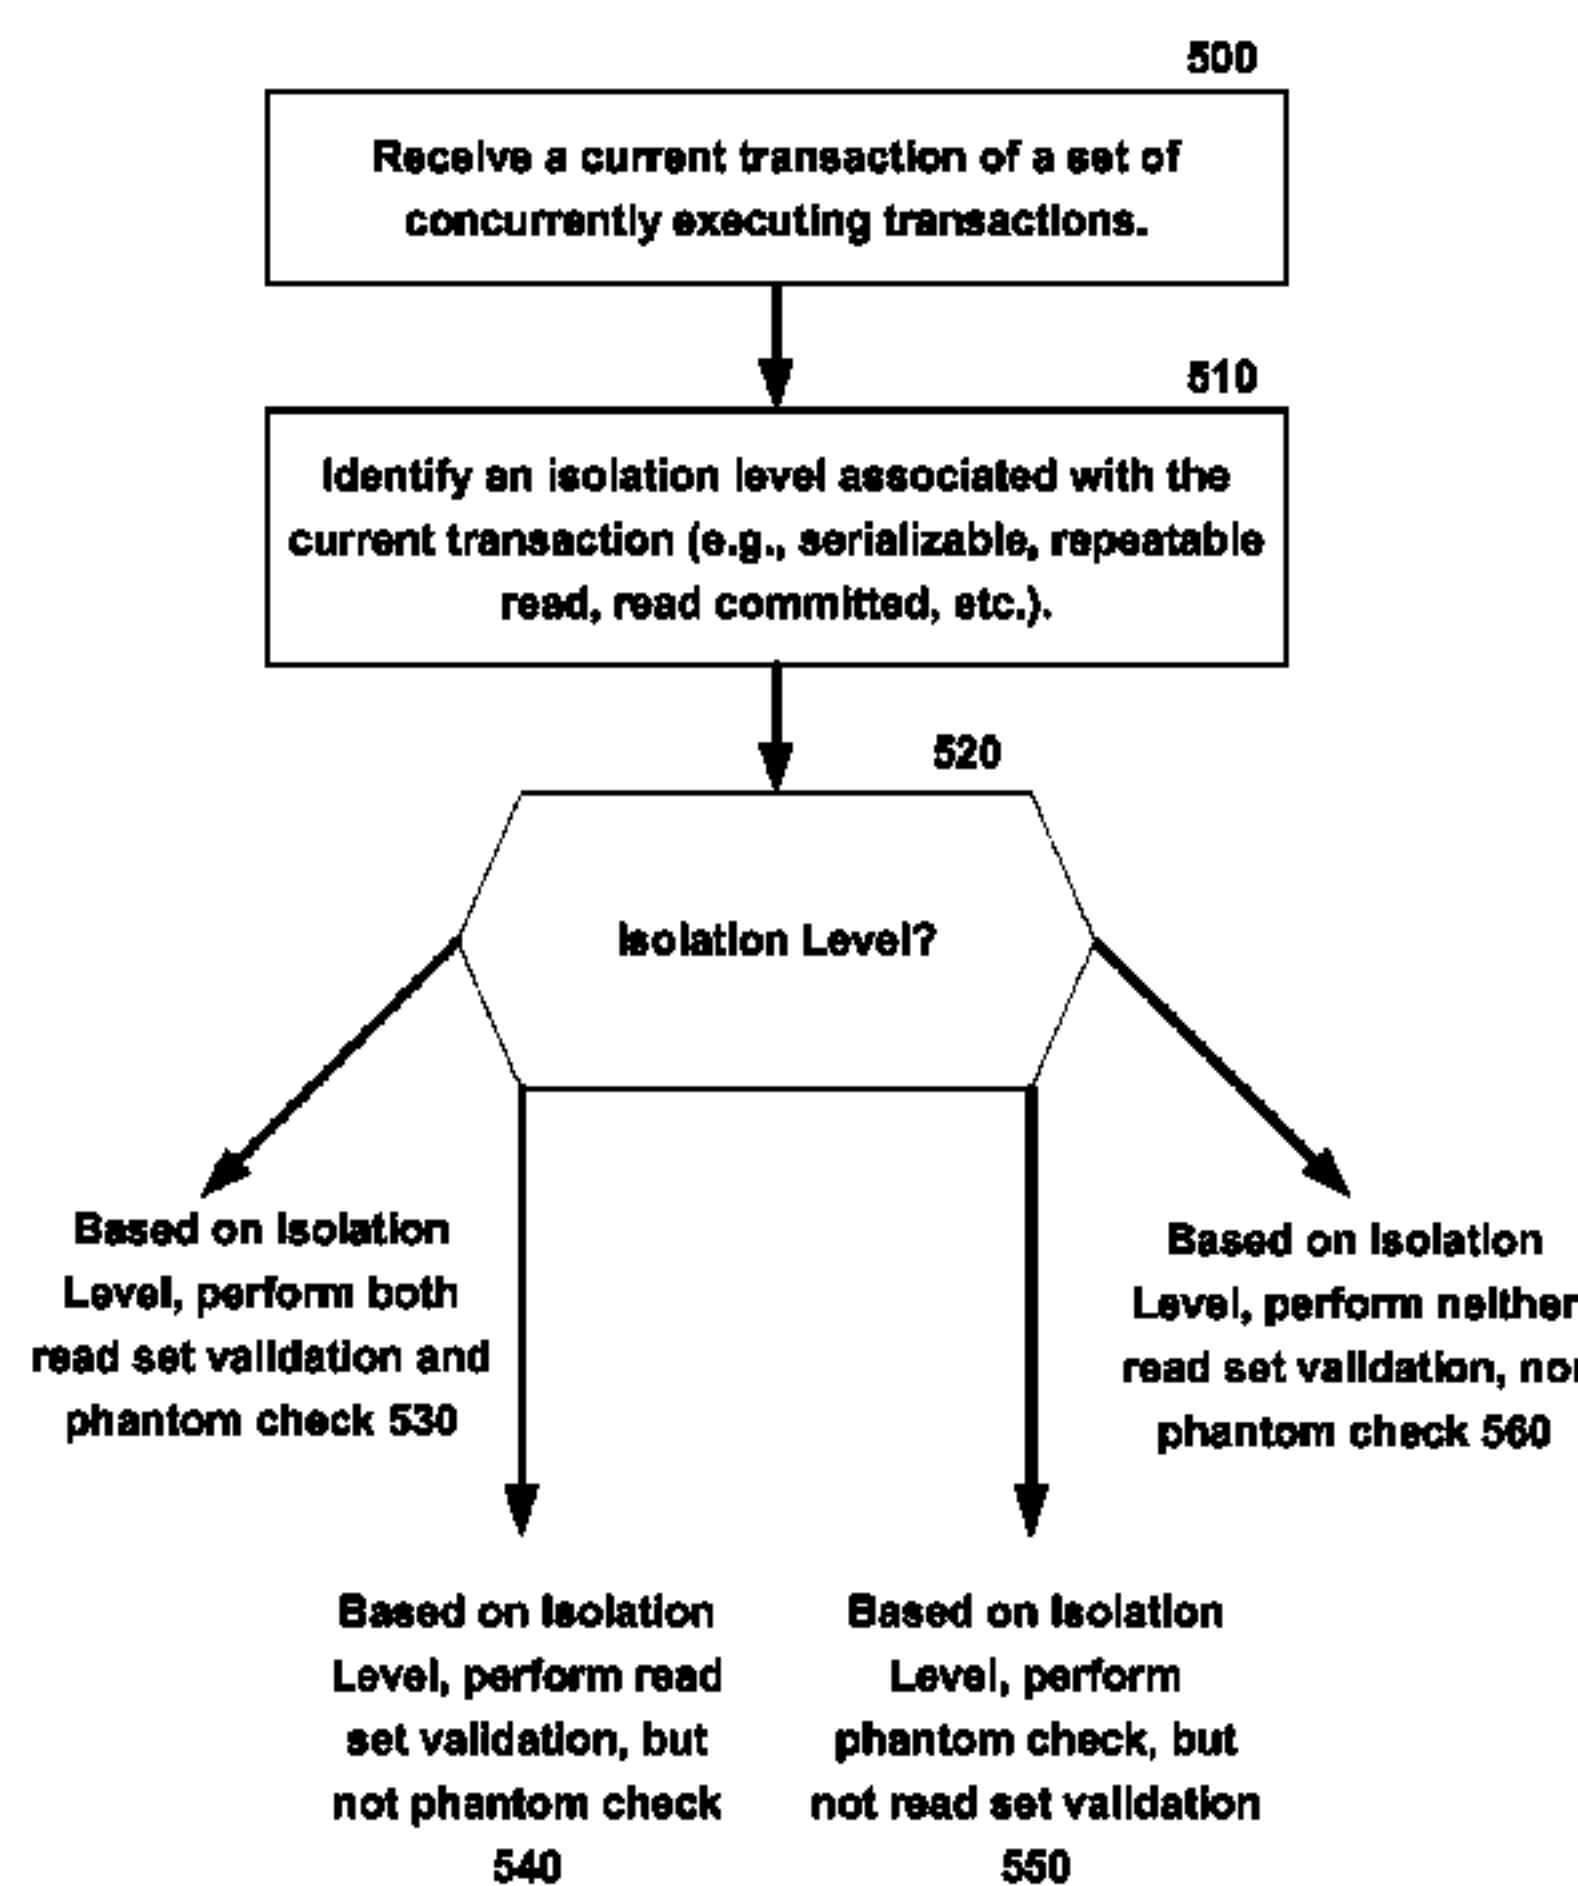 500
Receive a current transaction of a set of
concurrently executing transactions.
510
Identify an isolation level associated with the
current transaction (e.g., serializable, repeatable
read, read committed, etc.).
520
Isolation Level?
Based on Isolation
Level, perform both
read set validation and
phantom check 530
Based on Isolation
Level, perform neither
read set validation, nor
phantom check 560
Based on Isolation
Level, perform read
set validation, but
not phantom check
540
Based on Isolation
Level, perform
phantom check, but
not read set validation
550